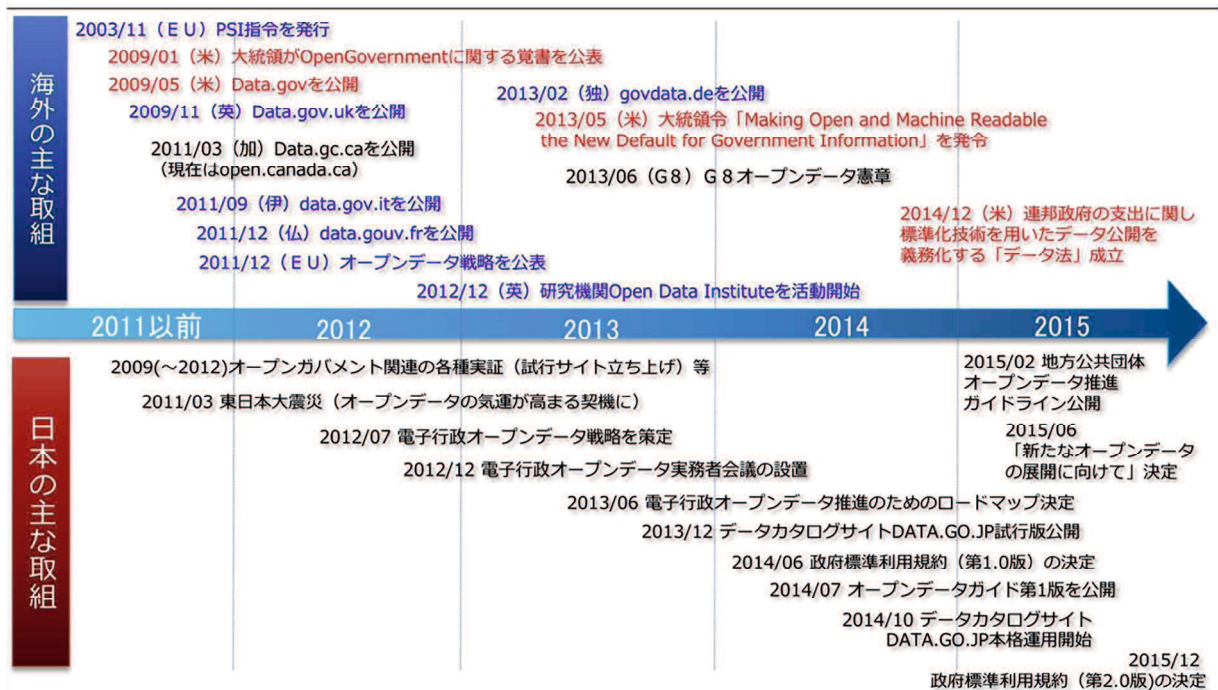 海外の主な取組
2003/11（ＥＵ）PSI指令を発行
2009/01（米）大統領がOpenGovernmentに関する覚書を公表
2009/05（米）Data.govを公開
2009/11（英）Data.gov.ukを公開
2011/03（加）Data.gc.caを公開
（現在はopen.canada.ca）
2011/09（伊）data.gov.itを公開
2011/12（仏）data.gouv.frを公開
2011/12（ＥＵ）オープンデータ戦略を公表
2012/12（英）研究機関Open Data Instituteを活動開始
2013/02（独）govdata.deを公開
2013/05（米）大統領令「Making Open and Machine Readable
the New Default for Government Information」を発令
2013/06（G８）Ｇ８オープンデータ憲章
2014/12（米）連邦政府の支出に関し
標準化技術を用いたデータ公開を
義務化する「データ法」成立
2011以前
2012
2013
2014
2015
日本の主な取組
2009(～2012)オープンガバメント関連の各種実証（試行サイト立ち上げ）等
2011/03 東日本大震災（オープンデータの気運が高まる契機に）
2012/07 電子行政オープンデータ戦略を策定
2012/12 電子行政オープンデータ実務者会議の設置
2013/06 電子行政オープンデータ推進のためのロードマップ決定
2013/12 データカタログサイトDATA.GO.JP試行版公開
2014/06 政府標準利用規約（第1.0版）の決定
2014/07 オープンデータガイド第1版を公開
2014/10 データカタログサイト
DATA.GO.JP本格運用開始
2015/02 地方公共団体
オープンデータ推進
ガイドライン公開
2015/06
「新たなオープンデータ
の展開に向けて」決定
2015/12
政府標準利用規約（第2.0版)の決定